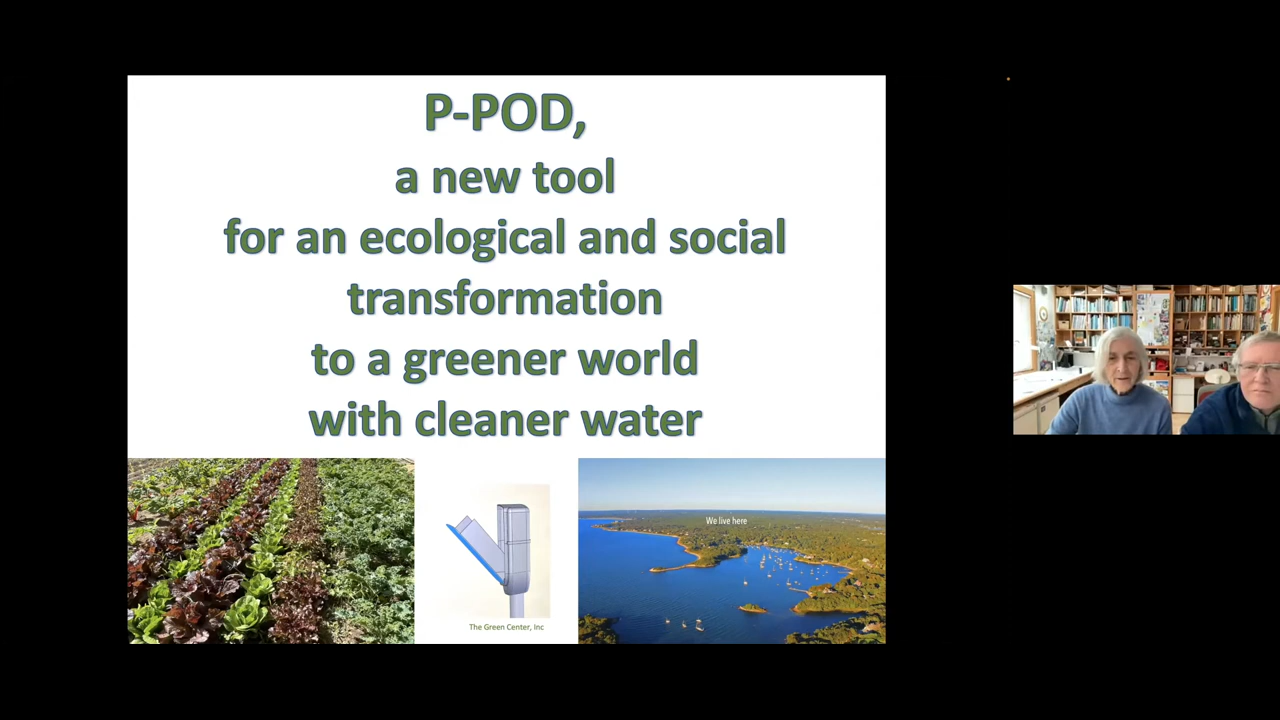 P-POD,
a new tool
for an ecological and social
transformation
to a greener world
with cleaner water
We live here
The Green Center, Inc